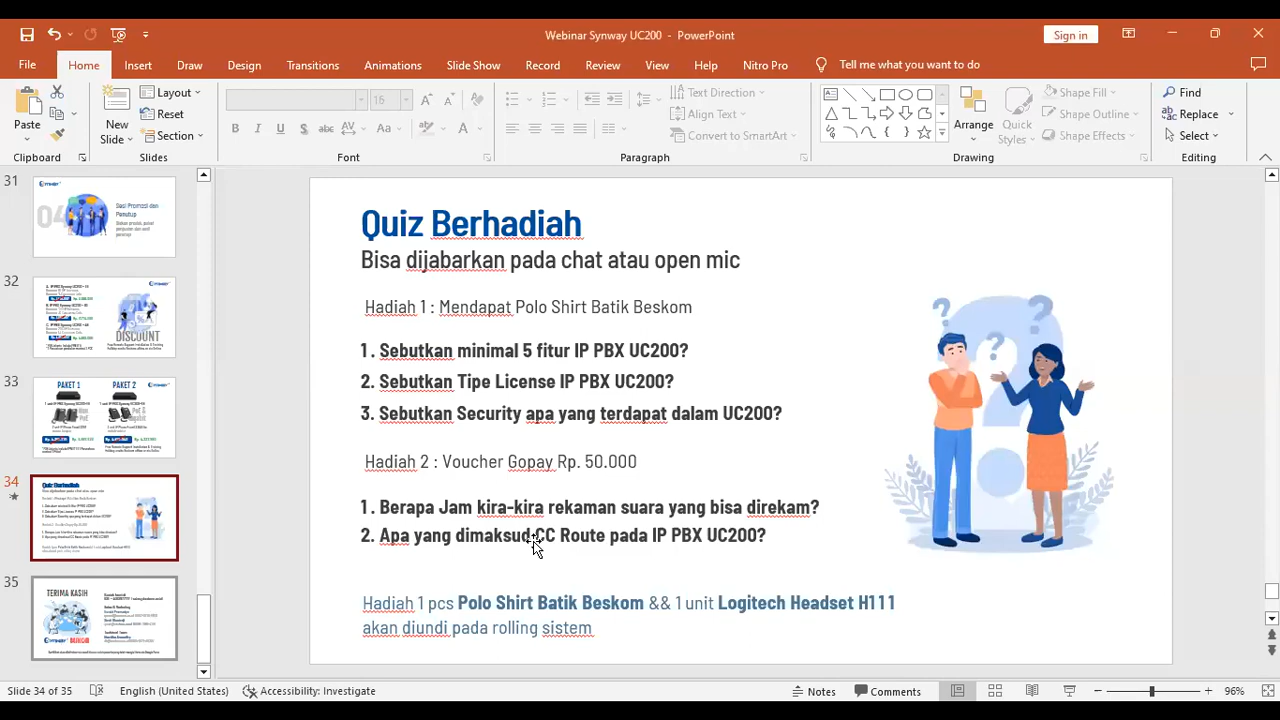 Webinar Synway UC200 - PowerPoint
Sign in
File Home Insert Draw Design Transitions Animations Slide Show Record Review View Help Nitro Pro Tell me what you want to do
Paste
New
Slide
Layout
Reset
Section
15
Text Direction
Align Text
Convert to SmartArt
Arrange
Quick
Styles
Shape Fill
Shape Outline
Shape Effects
Find
Replace
Select
Clipboard Slides Font Paragraph Drawing Editing
31
04
Sesi Promosi dan
Penutup
32
DISCOUNT
33
PAKET 1 PAKET 2
34
Quiz Berhadiah
35
TERIMA KASIH
Quiz Berhadiah
Bisa dijabarkan pada chat atau open mic
Hadiah 1 : Mendapat Polo Shirt Batik Beskom
1. Sebutkan minimal 5 fitur IP PBX UC200?
2. Sebutkan Tipe License IP PBX UC200?
3. Sebutkan Security apa yang terdapat dalam UC200?
Hadiah 2 : Voucher Gopay Rp. 50.000
1. Berapa Jam kira-kira rekaman suara yang bisa direkam?
2. Apa yang dimaksud CC Route pada IP PBX UC200?
Hadiah 1 pcs Polo Shirt Batik Beskom && 1 unit Logitech Headset H111
akan diundi pada rolling sistem
Slide 34 of 35 English (United States) Accessibility: Investigate Notes Comments 96%